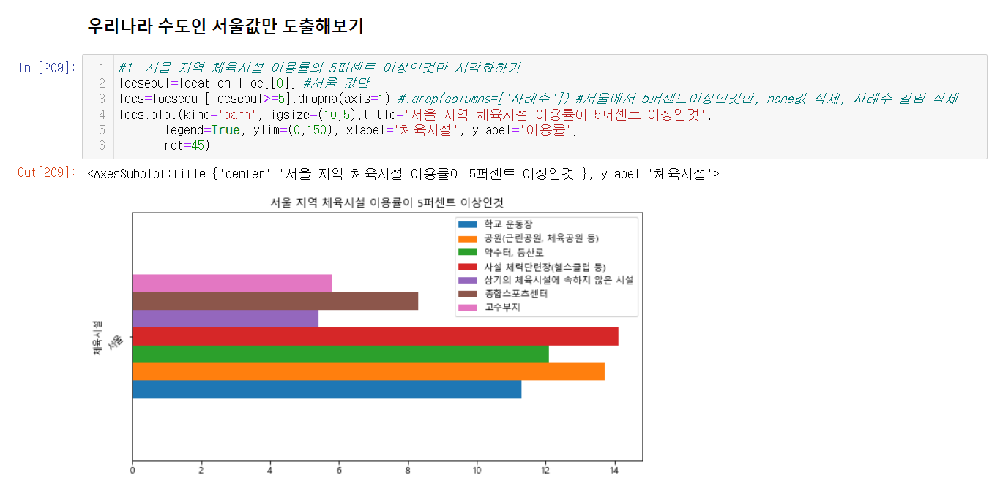 우리나라 수도인 서울값만 도출해보기
In [209]:
1 #1. 서울 지역 체육시설 이용률의 5퍼센트 이상인것만 시각화하기
2 locseoul=location.iloc[[0]] #서울 값만
3 locs=locseoul[locseoul>=5].dropna(axis=1) #.drop(columns=['사례수']) #서울에서 5퍼센트이상인것만, none값 삭제, 사례수 칼럼 삭제
4 locs.plot(kind='barh',figsize=(10,5),title='서울 지역 체육시설 이용률이 5퍼센트 이상인것',
5 legend=True, ylim=(0,150), xlabel='체육시설', ylabel='이용률',
6 rot=45)
Out[209]: <AxesSubplot:title={'center':'서울 지역 체육시설 이용률이 5퍼센트 이상인것'}, ylabel='체육시설'>
서울 지역 체육시설 이용률이 5퍼센트 이상인것
학교 운동장
공원(근린공원, 체육공원 등)
약수터, 등산로
사설 체력단련장(헬스클럽 등)
상기의 체육시설에 속하지 않은 시설
종합스포츠센터
고수부지
체육시설
서울
0 2 4 6 8 10 12 14